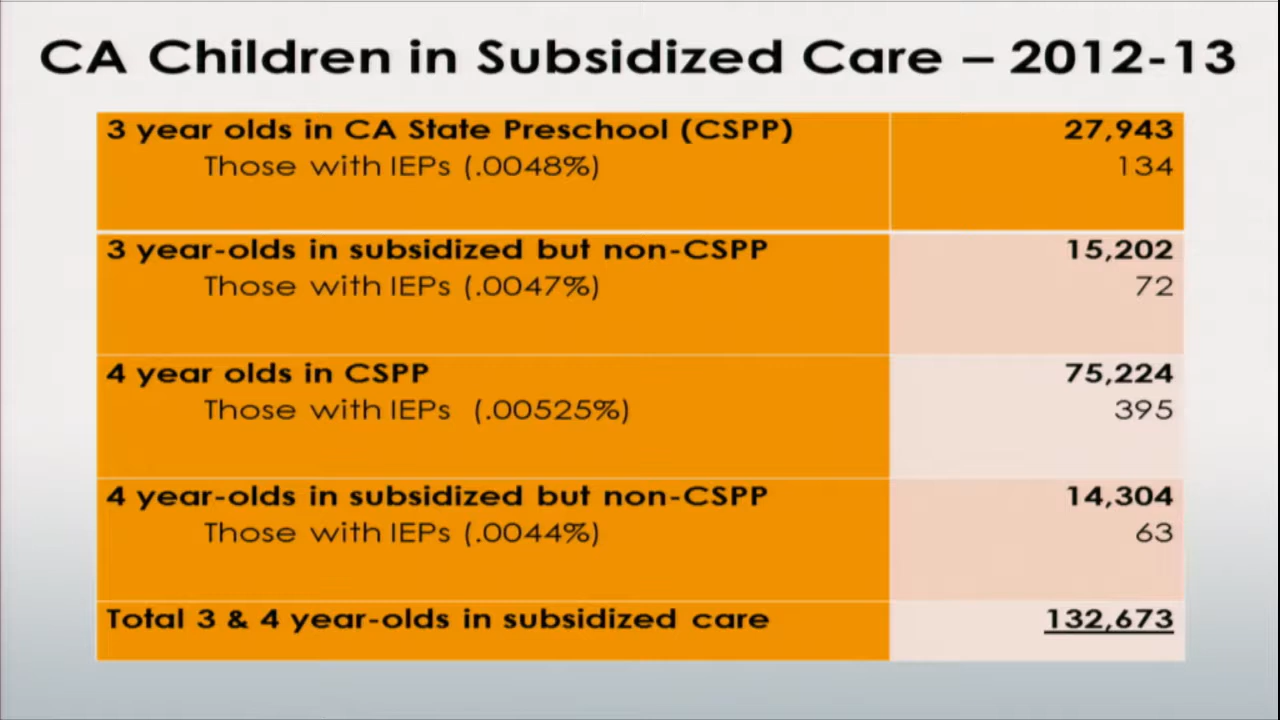 CA Children in Subsidized Care – 2012-13
3 year olds in CA State Preschool (CSPP) 27,943
Those with IEPs (.0048%) 134
3 year-olds in subsidized but non-CSPP 15,202
Those with IEPs (.0047%) 72
4 year olds in CSPP 75,224
Those with IEPs (.00525%) 395
4 year-olds in subsidized but non-CSPP 14,304
Those with IEPs (.0044%) 63
Total 3 & 4 year-olds in subsidized care 132,673